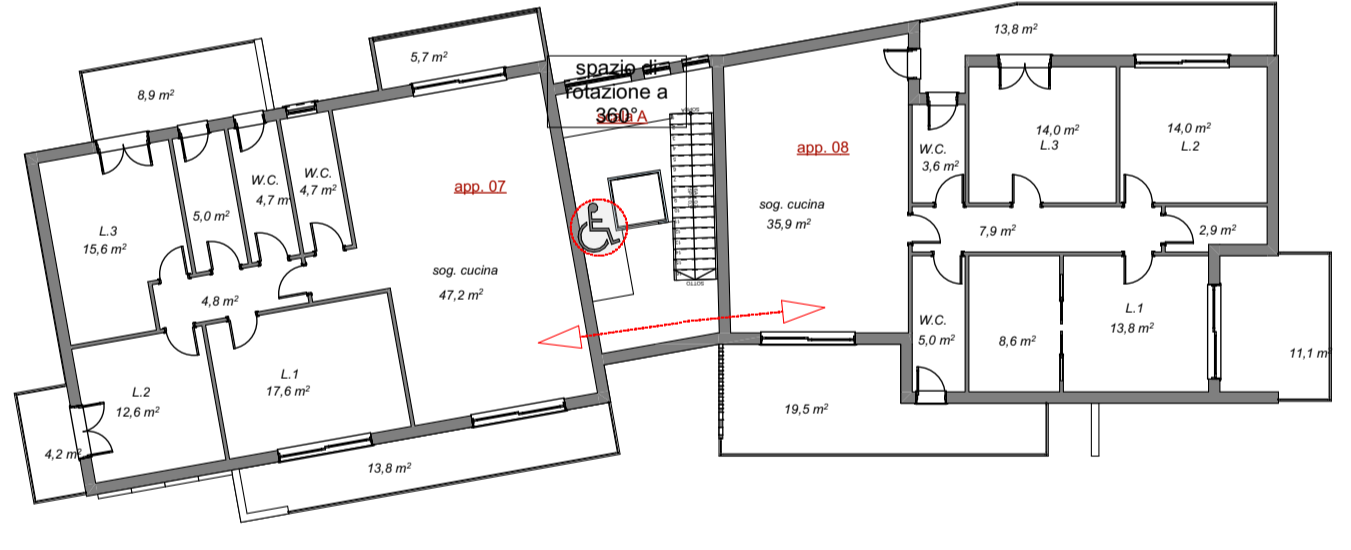 8,9 m²
5,7 m²
spazio di
rotazione a
360°
13,8 m²
L.3
15,6 m²
5,0 m²
W.C.
4,7 m
W.C.
4,7 m²
app. 07
sog. cucina
47,2 m²
4,8 m²
L.2
12,6 m²
L.1
17,6 m²
4,2 m²
13,8 m²
app. 08
sog. cucina
35,9 m²
W.C.
3,6 m²
14,0 m²
L.3
14,0 m²
L.2
7,9 m²
2,9 m²
W.C.
5,0 m²
8,6 m²
L.1
13,8 m²
11,1 m²
19,5 m²
SOTTO